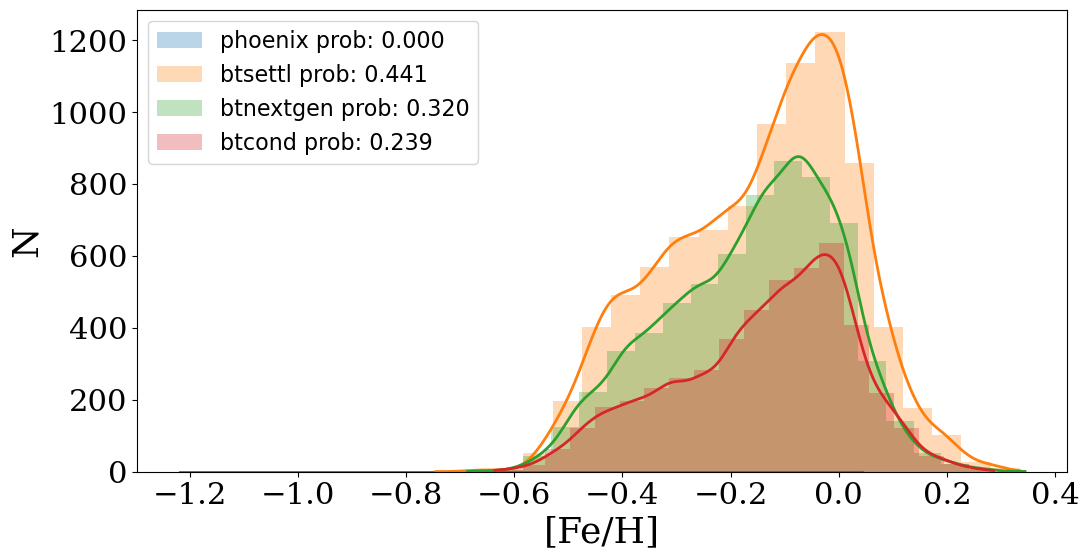 phoenix prob: 0.000
btsettl prob: 0.441
btnextgen prob: 0.320
btcond prob: 0.239
N
1200
1000
800
600
400
200
0
−1.2 −1.0 −0.8 −0.6 −0.4 −0.2 0.0 0.2 0.4
[Fe/H]